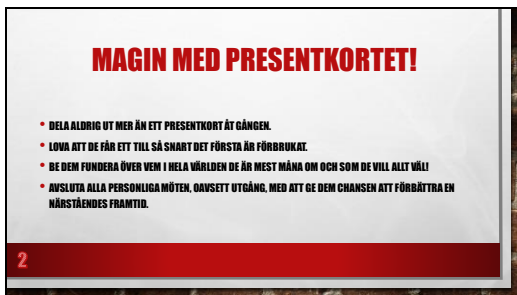 MAGIN MED PRESENTKORTET!
• DELA ALDRIG UT MER ÄN ETT PRESENTKORT ÅT GÅNGEN.
• LOVA ATT DE FÅR ETT TILL SÅ SNART DET FÖRSTA ÄR FÖRBRUKAT.
• BE DEM FUNDERA ÖVER VEM I HELA VÄRLDEN DE ÄR MEST MÅNA OM OCH SOM DE VILL ALLT VÄL!
• AVSLUTA ALLA PERSONLIGA MÖTEN, OAVSETT UTGÅNG, MED ATT GE DEM CHANSEN ATT FÖRBÄTTRA EN
NÄRSTÅENDES FRAMTID.
2